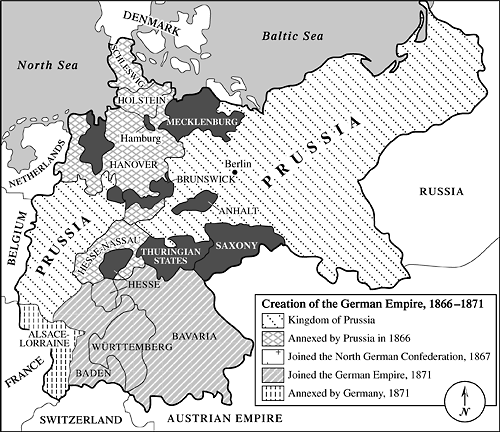 DENMARK
Baltic Sea
North Sea
SCHLESWIG
HOLSTEIN
MECKLENBURG
Hamburg
NETHERLANDS
HANOVER
PRUSSIA
Berlin
BRUNSWICK
RUSSIA
BELGIUM
PRUSSIA
ANHALT
HESSE-NASSAU
THURINGIAN
STATES
SAXONY
HESSE
ALSACE-
LORRAINE
FRANCE
WÜRTTEMBERG
BAVARIA
BADEN
SWITZERLAND
AUSTRIAN EMPIRE
Creation of the German Empire, 1866–1871
Kingdom of Prussia
Annexed by Prussia in 1866
Joined the North German Confederation, 1867
Joined the German Empire, 1871
Annexed by Germany, 1871
N